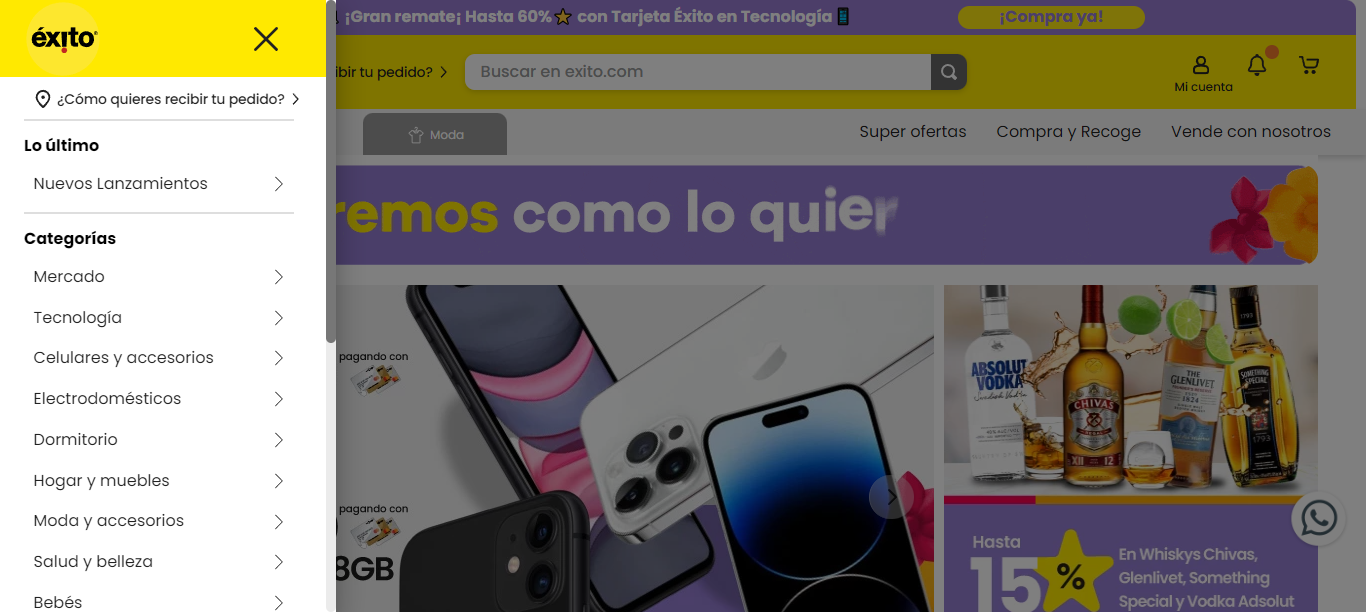 ¡Gran remate¡ Hasta 60%⭐ con Tarjeta Éxito en Tecnología📱
¡Compra ya!
éxito
ibir tu pedido?
Buscar en exito.com
Mi cuenta
¿Cómo quieres recibir tu pedido?
Moda
Super ofertas
Compra y Recoge
Vende con nosotros
Lo último
Nuevos Lanzamientos
remos como lo quier
Categorías
Mercado
Tecnología
Celulares y accesorios
Electrodomésticos
Dormitorio
Hogar y muebles
Moda y accesorios
Salud y belleza
Bebés
pagando con
pagando con
8GB
ABSOLUT
VODKA
CHIVAS
XII 12
THE
GLENLIVET
1824
SOMETHING
SPECIAL
1793
Hasta
15%
En Whiskys Chivas,
Glenlivet, Something
Special y Vodka Adsolut